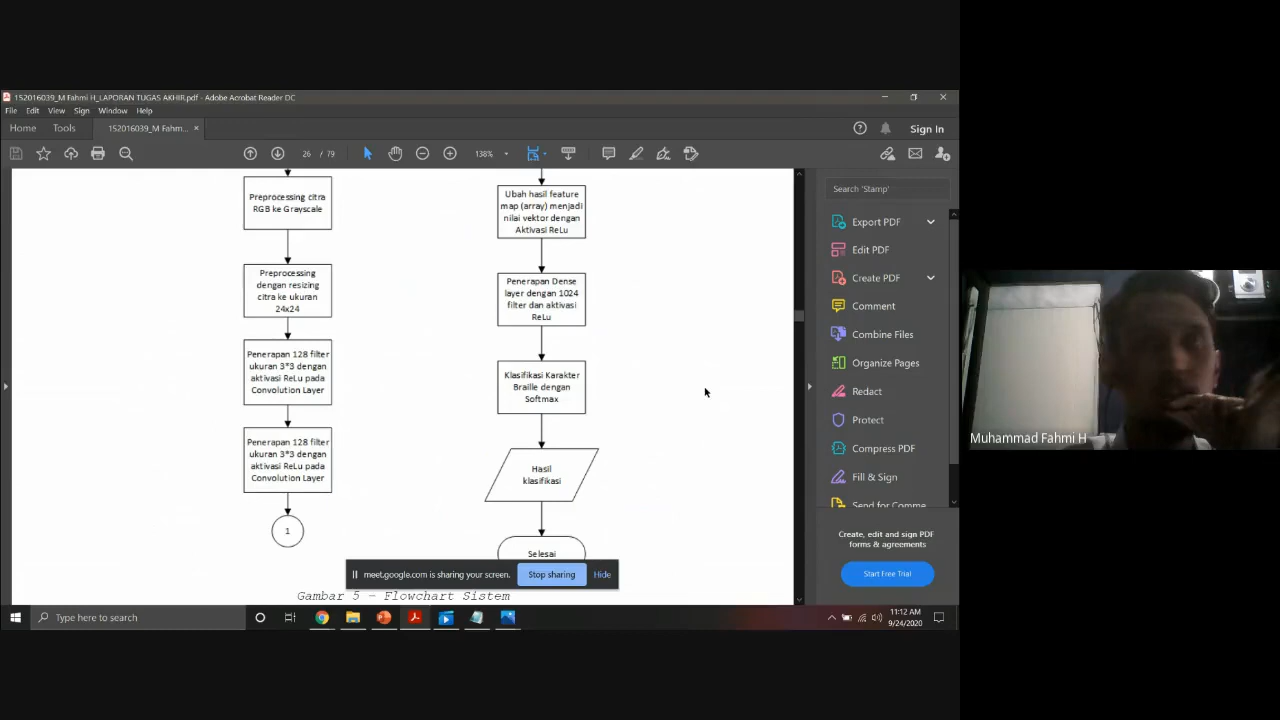 152016039_M Fahmi H_LAPORAN TUGAS AKHIR.pdf - Adobe Acrobat Reader DC
File Edit View Sign Window Help
Home Tools 152016039_M Fahm... × Sign In
26 / 79 138%
Preprocessing citra
RGB ke Grayscale
Preprocessing
dengan resizing
citra ke ukuran
24x24
Penerapan 128 filter
ukuran 3*3 dengan
aktivasi ReLu pada
Convolution Layer
Penerapan 128 filter
ukuran 3*3 dengan
aktivasi ReLu pada
Convolution Layer
1
Ubah hasil feature
map (array) menjadi
nilai vektor dengan
Aktivasi ReLu
Penerapan Dense
layer dengan 1024
filter dan aktivasi
ReLu
Klasifikasi Karakter
Braille dengan
Softmax
Hasil
klasifikasi
Selesai
Gambar 5 – Flowchart Sistem
meet.google.com is sharing your screen. Stop sharing Hide
Search 'Stamp'
Export PDF
Edit PDF
Create PDF
Comment
Combine Files
Organize Pages
Redact
Protect
Compress PDF
Fill & Sign
Send for Comme
Create, edit and sign PDF
forms & agreements
Start Free Trial
Muhammad Fahmi H
Type here to search
11:12 AM
9/24/2020